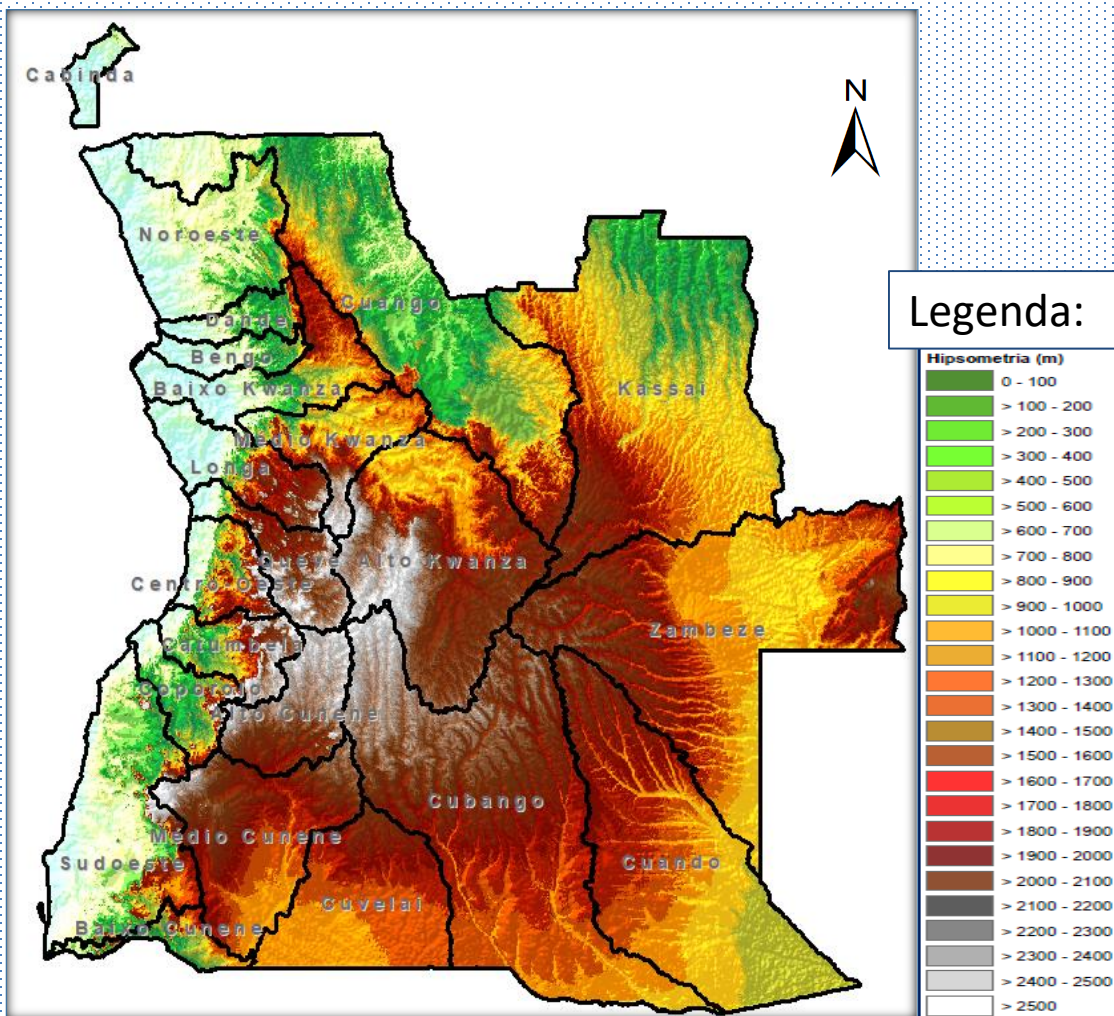 Cabinda
N
Noroeste
Cuango
Legenda:
Dande
Bengo
Hipsometria (m)
Baixo Kwanza
Kassai
0 - 100
> 100 - 200
> 200 - 300
> 300 - 400
> 400 - 500
> 500 - 600
> 600 - 700
> 700 - 800
> 800 - 900
> 900 - 1000
> 1000 - 1100
> 1100 - 1200
> 1200 - 1300
> 1300 - 1400
> 1400 - 1500
> 1500 - 1600
> 1600 - 1700
> 1700 - 1800
> 1800 - 1900
> 1900 - 2000
> 2000 - 2100
> 2100 - 2200
> 2200 - 2300
> 2300 - 2400
> 2400 - 2500
> 2500
Médio Kwanza
Longa
Queve
Alto Kwanza
Centro Oeste
Zambeze
Catumbela
Coporolo
Alto Cunene
Cubango
Médio Cunene
Sudoeste
Cuando
Cuvelai
Baixo Cunene